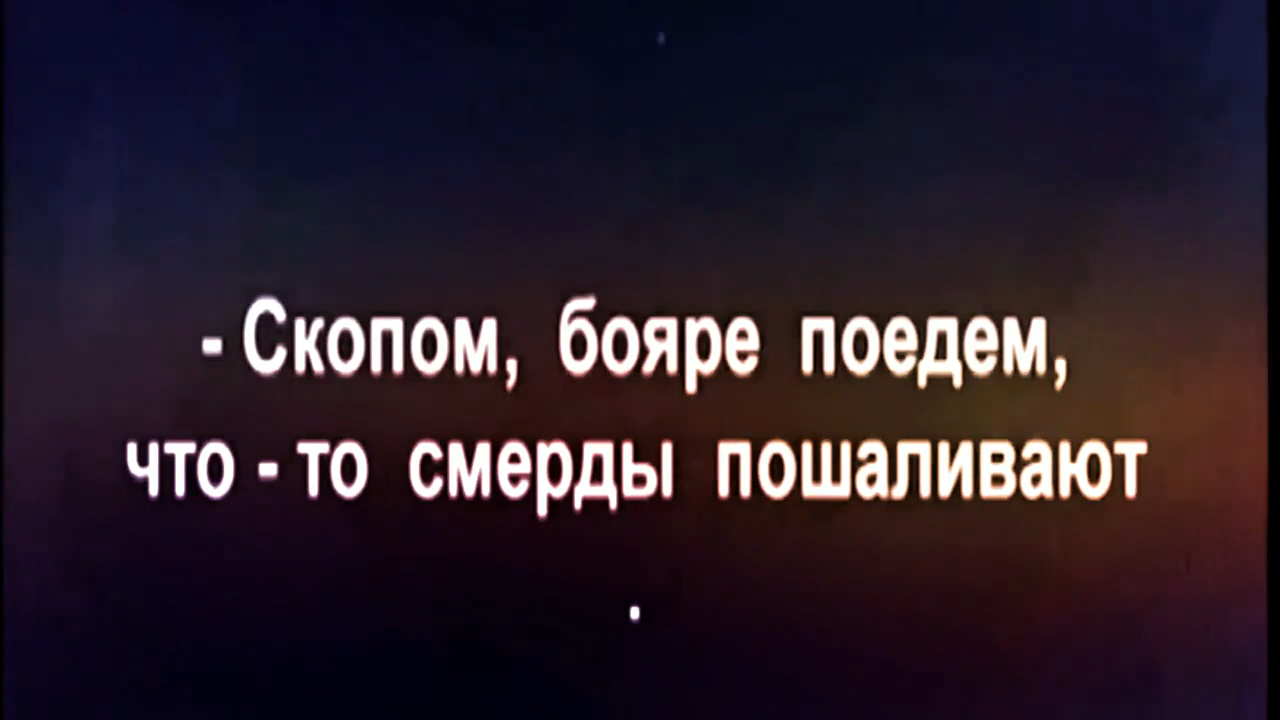 - Скопом, бояре поедем,
что - то смерды пошаливают
.